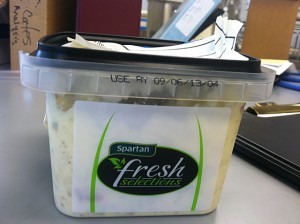 USE BY 09/06/13/04
Spartan
fresh
selections